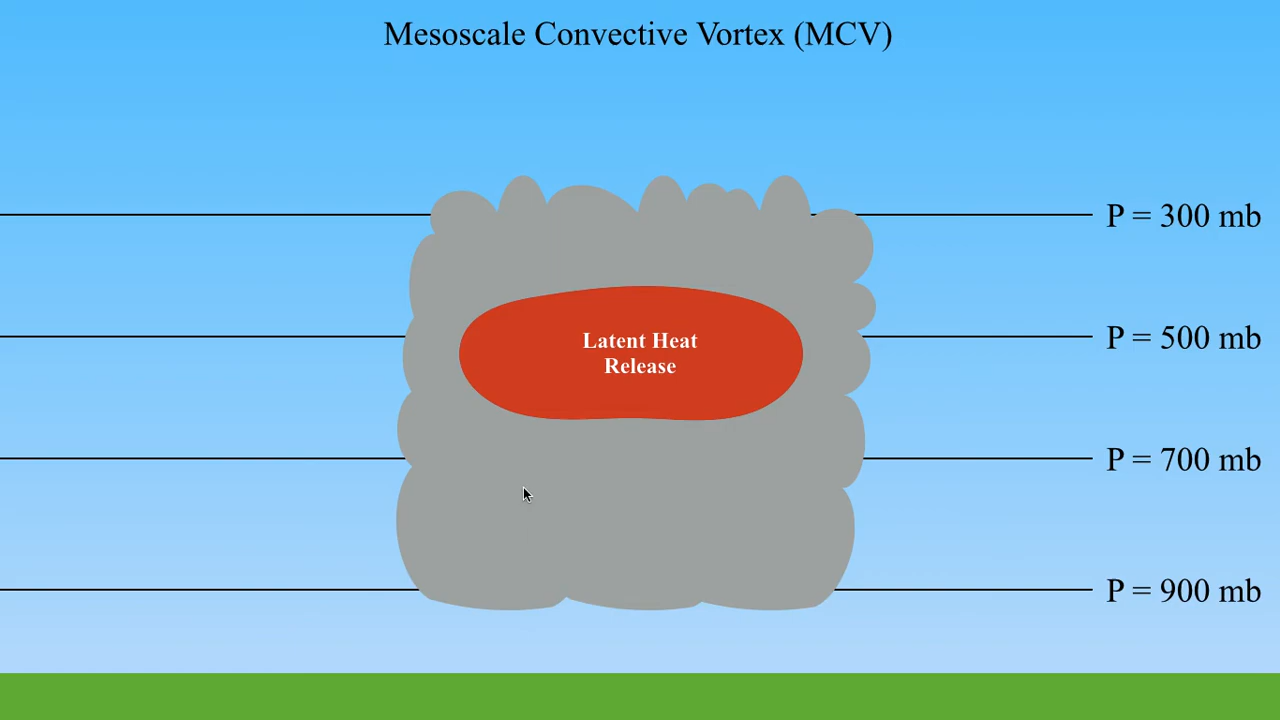 Mesoscale Convective Vortex (MCV)
P = 300 mb
Latent Heat
Release
P = 500 mb
P = 700 mb
P = 900 mb